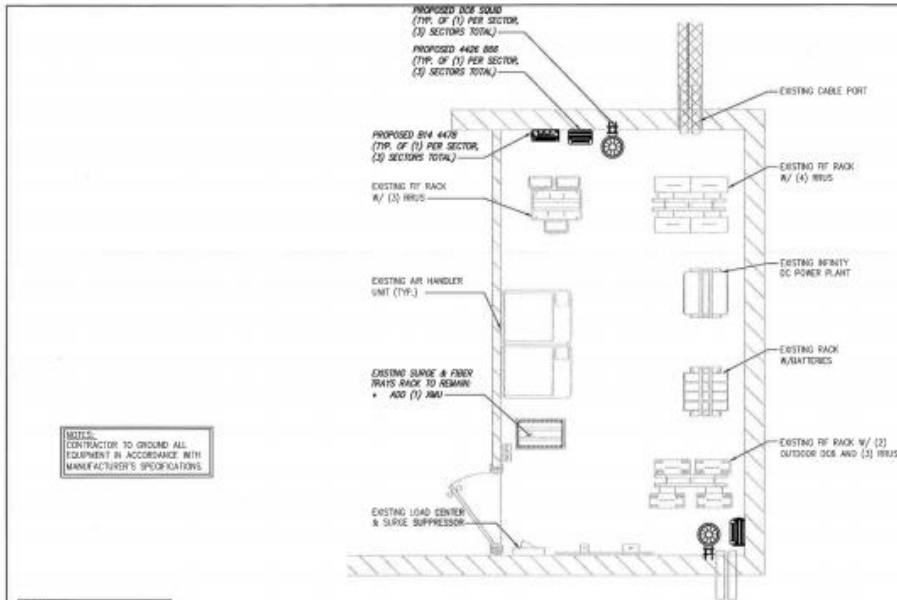 PROPOSED DC6 SQUID
(TYP. OF (1) PER SECTOR,
(3) SECTORS TOTAL)
PROPOSED 4426 B66
(TYP. OF (1) PER SECTOR,
(3) SECTORS TOTAL)
EXISTING CABLE PORT
PROPOSED B14 4478
(TYP. OF (1) PER SECTOR,
(3) SECTORS TOTAL)
EXISTING FIF RACK
W/ (3) RRUS
EXISTING FIF RACK
W/ (4) RRUS
EXISTING INFINITY
DC POWER PLANT
EXISTING AIR HANDLER
UNIT (TYP.)
EXISTING RACK
W/BATTERIES
EXISTING SURGE & FIBER
TRAYS RACK TO REMAIN:
+ ADD (1) XMU
NOTES:
CONTRACTOR TO GROUND ALL
EQUIPMENT IN ACCORDANCE WITH
MANUFACTURER'S SPECIFICATIONS
EXISTING FIF RACK W/ (2)
OUTDOOR DC6 AND (3) RRUS
EXISTING LOAD CENTER
& SURGE SUPPRESSOR